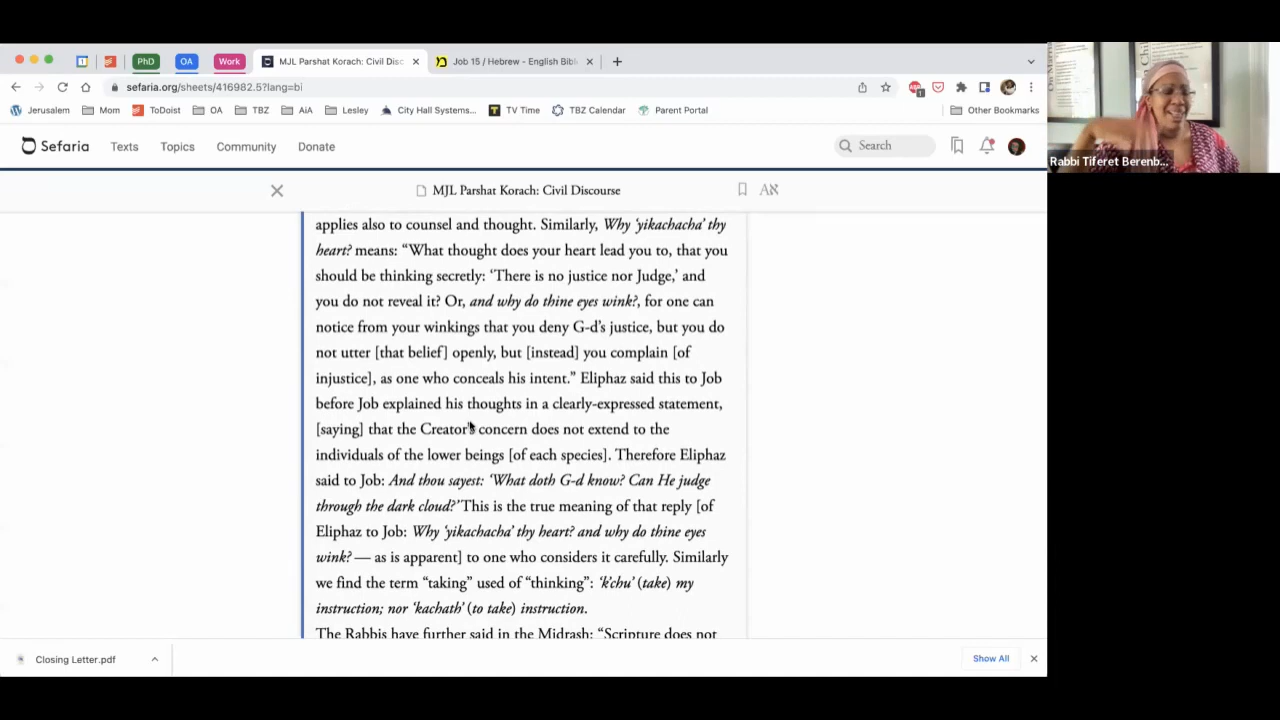 PhD OA Work MJL Parshat Korach: Civil Disc Job 15 / Hebrew - English Bibl
sefaria.org/sheets/416982.5?lang=bi
Jerusalem Mom ToDoist OA TBZ AiA Lesley City Hall Systems... TV Time TBZ Calendar Parent Portal Other Bookmarks
Sefaria Texts Topics Community Donate Search
MJL Parshat Korach: Civil Discourse Aא
applies also to counsel and thought. Similarly, Why ‘yikachacha’ thy
heart? means: “What thought does your heart lead you to, that you
should be thinking secretly: ‘There is no justice nor Judge,’ and
you do not reveal it? Or, and why do thine eyes wink?, for one can
notice from your winkings that you deny G-d’s justice, but you do
not utter [that belief] openly, but [instead] you complain [of
injustice], as one who conceals his intent.” Eliphaz said this to Job
before Job explained his thoughts in a clearly-expressed statement,
[saying] that the Creator’s concern does not extend to the
individuals of the lower beings [of each species]. Therefore Eliphaz
said to Job: And thou sayest: ‘What doth G-d know? Can He judge
through the dark cloud?’ This is the true meaning of that reply [of
Eliphaz to Job: Why ‘yikachacha’ thy heart? and why do thine eyes
wink? — as is apparent] to one who considers it carefully. Similarly
we find the term “taking” used of “thinking”: ‘k’chu’ (take) my
instruction; nor ‘kachath’ (to take) instruction.
The Rabbis have further said in the Midrash: “Scripture does not
Closing Letter.pdf Show All
Rabbi Tiferet Berenb...